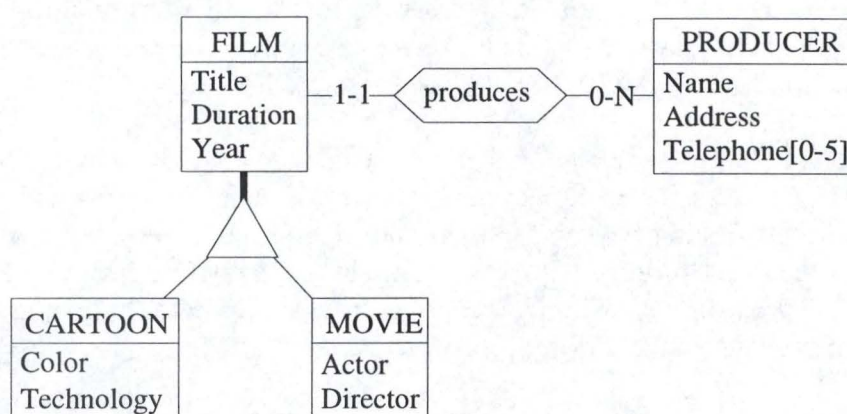 FILM
Title
Duration
Year
1-1
produces
0-N
PRODUCER
Name
Address
Telephone[0-5]
CARTOON
Color
Technology
MOVIE
Actor
Director